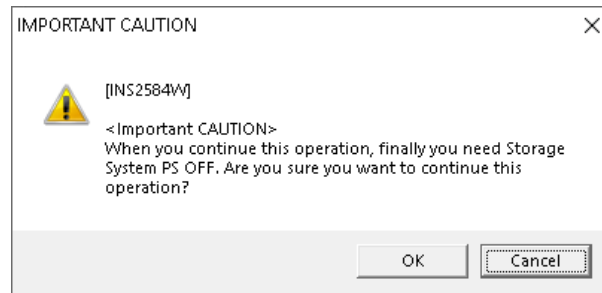 IMPORTANT CAUTION
[INS2584W]
<Important CAUTION>
When you continue this operation, finally you need Storage
System PS OFF. Are you sure you want to continue this
operation?
OK
Cancel